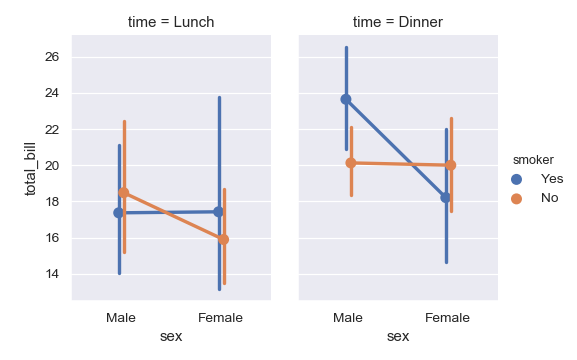 time = Lunch
time = Dinner
total_bill
26
24
22
20
18
16
14
Male
Female
Male
Female
sex
sex
smoker
Yes
No